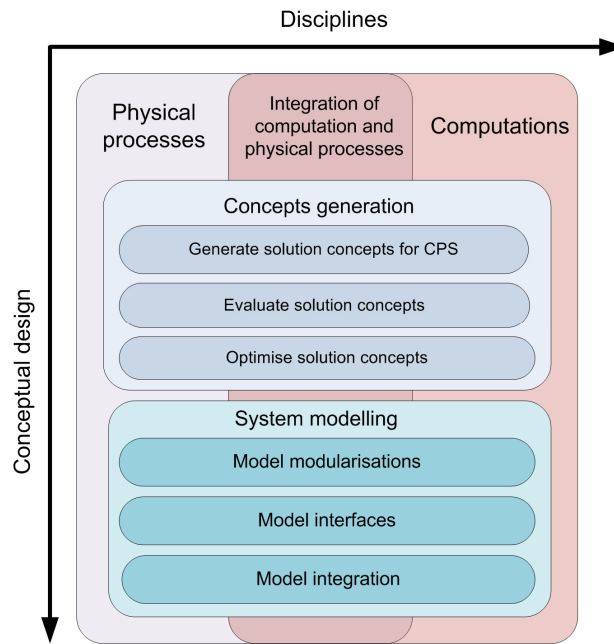 Disciplines
Conceptual design
Physical
processes
Integration of
computation and
physical processes
Computations
Concepts generation
Generate solution concepts for CPS
Evaluate solution concepts
Optimise solution concepts
System modelling
Model modularisations
Model interfaces
Model integration